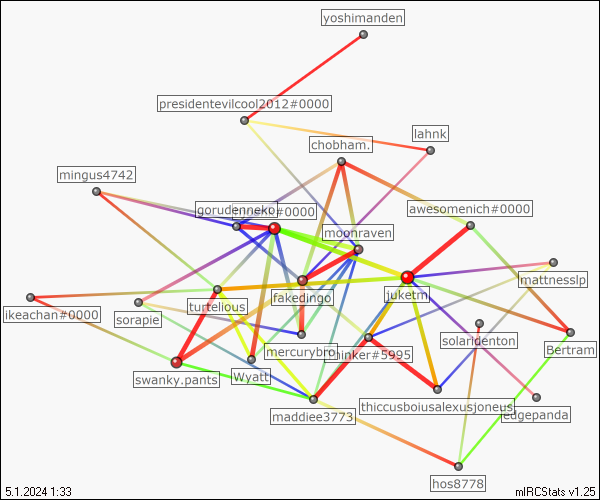 yoshimanden
presidentevilcool2012#0000
lahnk
chobham.
mingus4742
gorudenneko
#0000
awesomenich#0000
moonraven
mattnesslp
turtelious
fakedingo
juketm
ikeachan#0000
sorapie
solaridenton
Bertram
mercurybro
thinker#5995
swanky.pants
Wyatt
edgepanda
thiccusboiusalexusjoneus
maddiee3773
hos8778
5.1.2024 1:33
mIRCStats v1.25